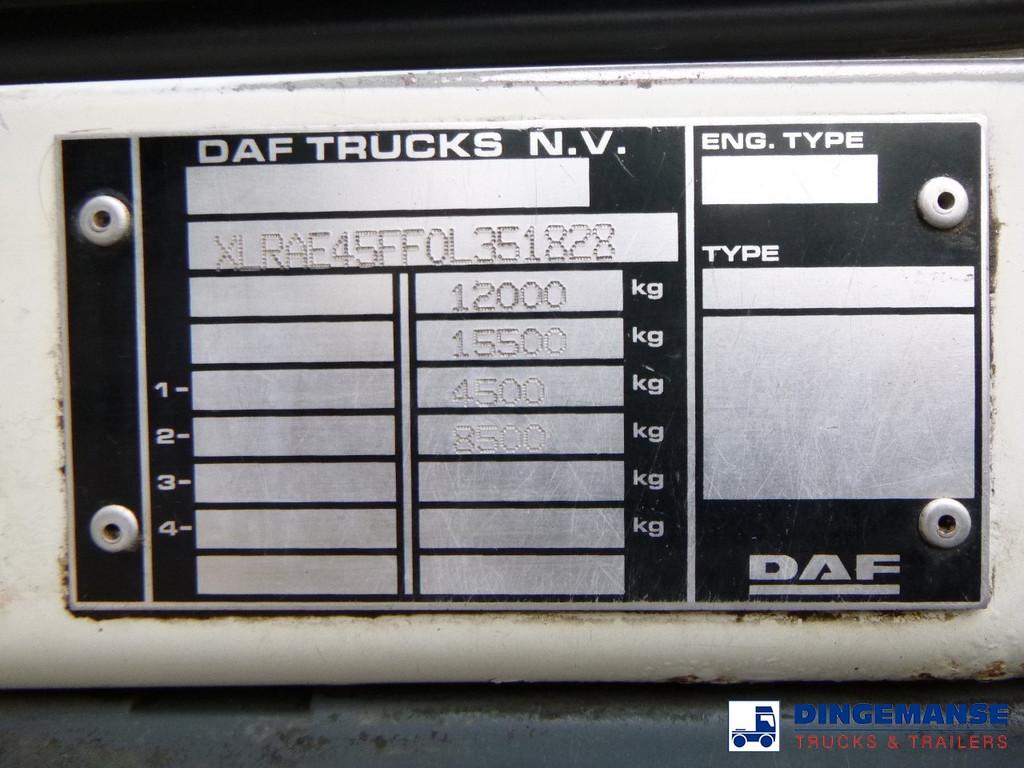 DAF TRUCKS N.V.
XLRAE45FF0L351828
12000 kg
15500 kg
1- 4500 kg
2- 8500 kg
3- kg
4- kg
ENG. TYPE
TYPE
DAF
DINGEMANSE
TRUCKS & TRAILERS